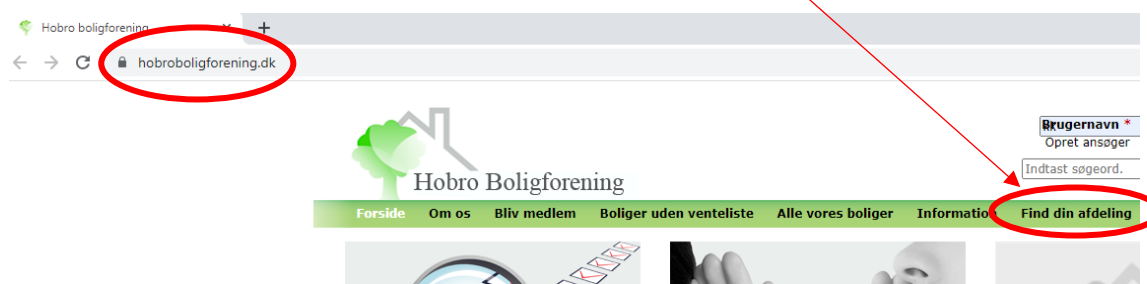 Hobro boligforening
hobroboligforening.dk
Brugernavn *
Opret ansøger
Indtast søgeord.
Hobro Boligforening
Forside Om os Bliv medlem Boliger uden venteliste Alle vores boliger Information Find din afdeling